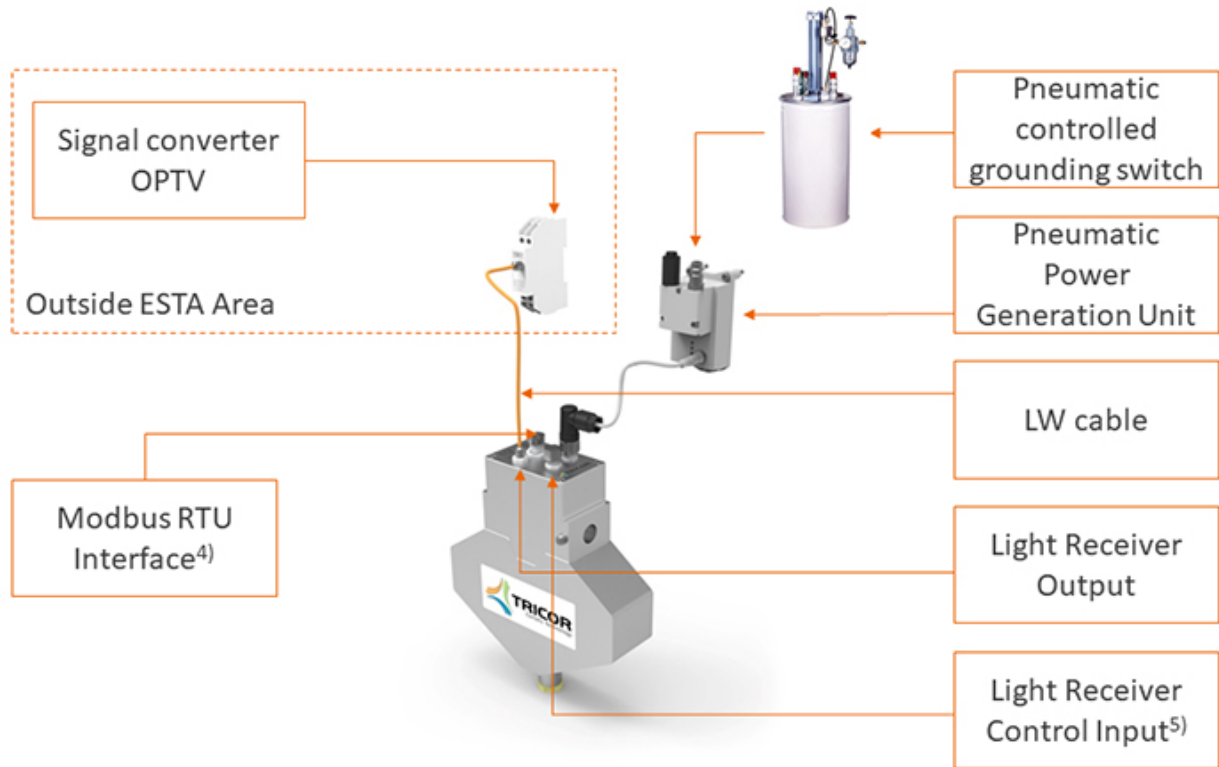 Signal converter
OPTV
Outside ESTA Area
Pneumatic
controlled
grounding switch
Pneumatic
Power
Generation Unit
LW cable
Modbus RTU
Interface4)
Light Receiver
Output
Light Receiver
Control Input5)
TRICOR